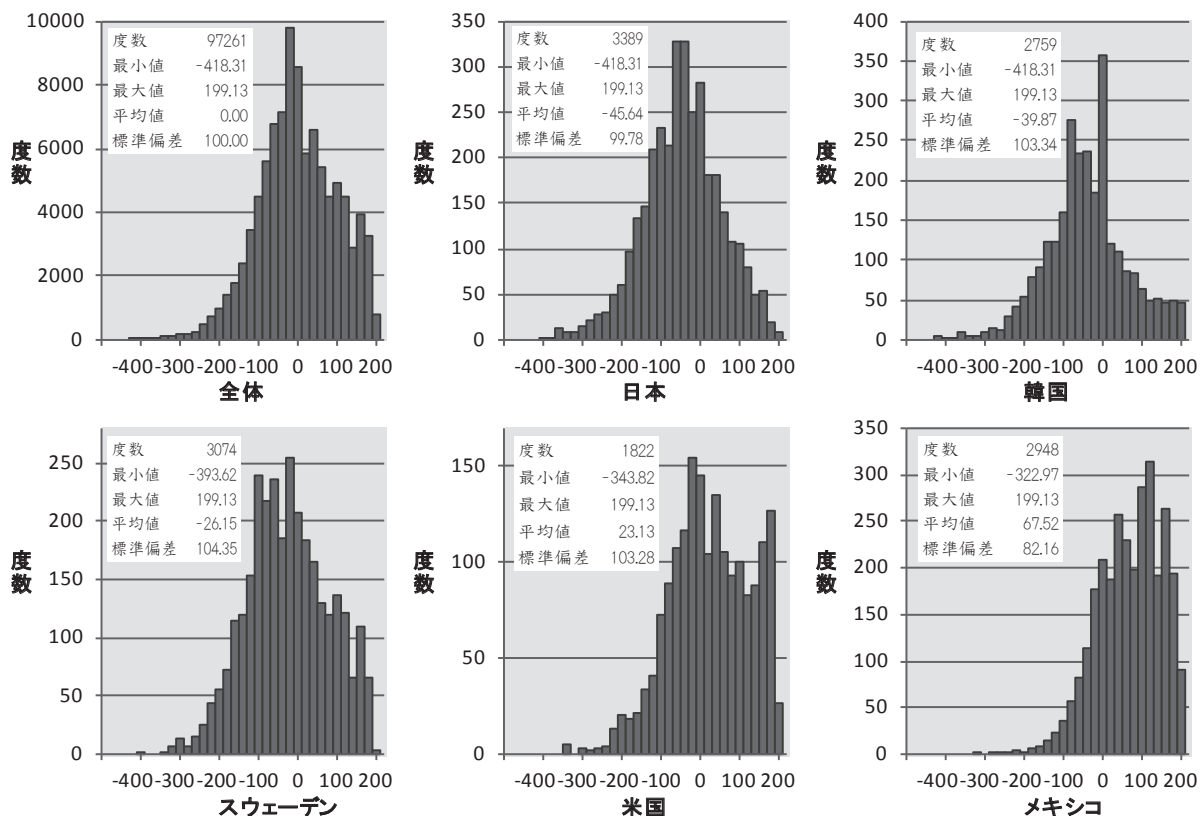 度数
10000
8000
6000
4000
2000
0
度数 97261
最小値 -418.31
最大値 199.13
平均値 0.00
標準偏差 100.00
-400 -300 -200 -100 0 100 200
全体
度数
350
300
250
200
150
100
50
0
度数 3389
最小値 -418.31
最大値 199.13
平均値 -45.64
標準偏差 99.78
-400 -300 -200 -100 0 100 200
日本
度数
400
350
300
250
200
150
100
50
0
度数 2759
最小値 -418.31
最大値 199.13
平均値 -39.87
標準偏差 103.34
-400 -300 -200 -100 0 100 200
韓国
度数
250
200
150
100
50
0
度数 3074
最小値 -393.62
最大値 199.13
平均値 -26.15
標準偏差 104.35
-400 -300 -200 -100 0 100 200
スウェーデン
度数
150
100
50
0
度数 1822
最小値 -343.82
最大値 199.13
平均値 23.13
標準偏差 103.28
-400 -300 -200 -100 0 100 200
米国
度数
350
300
250
200
150
100
50
0
度数 2948
最小値 -322.97
最大値 199.13
平均値 67.52
標準偏差 82.16
-400 -300 -200 -100 0 100 200
メキシコ